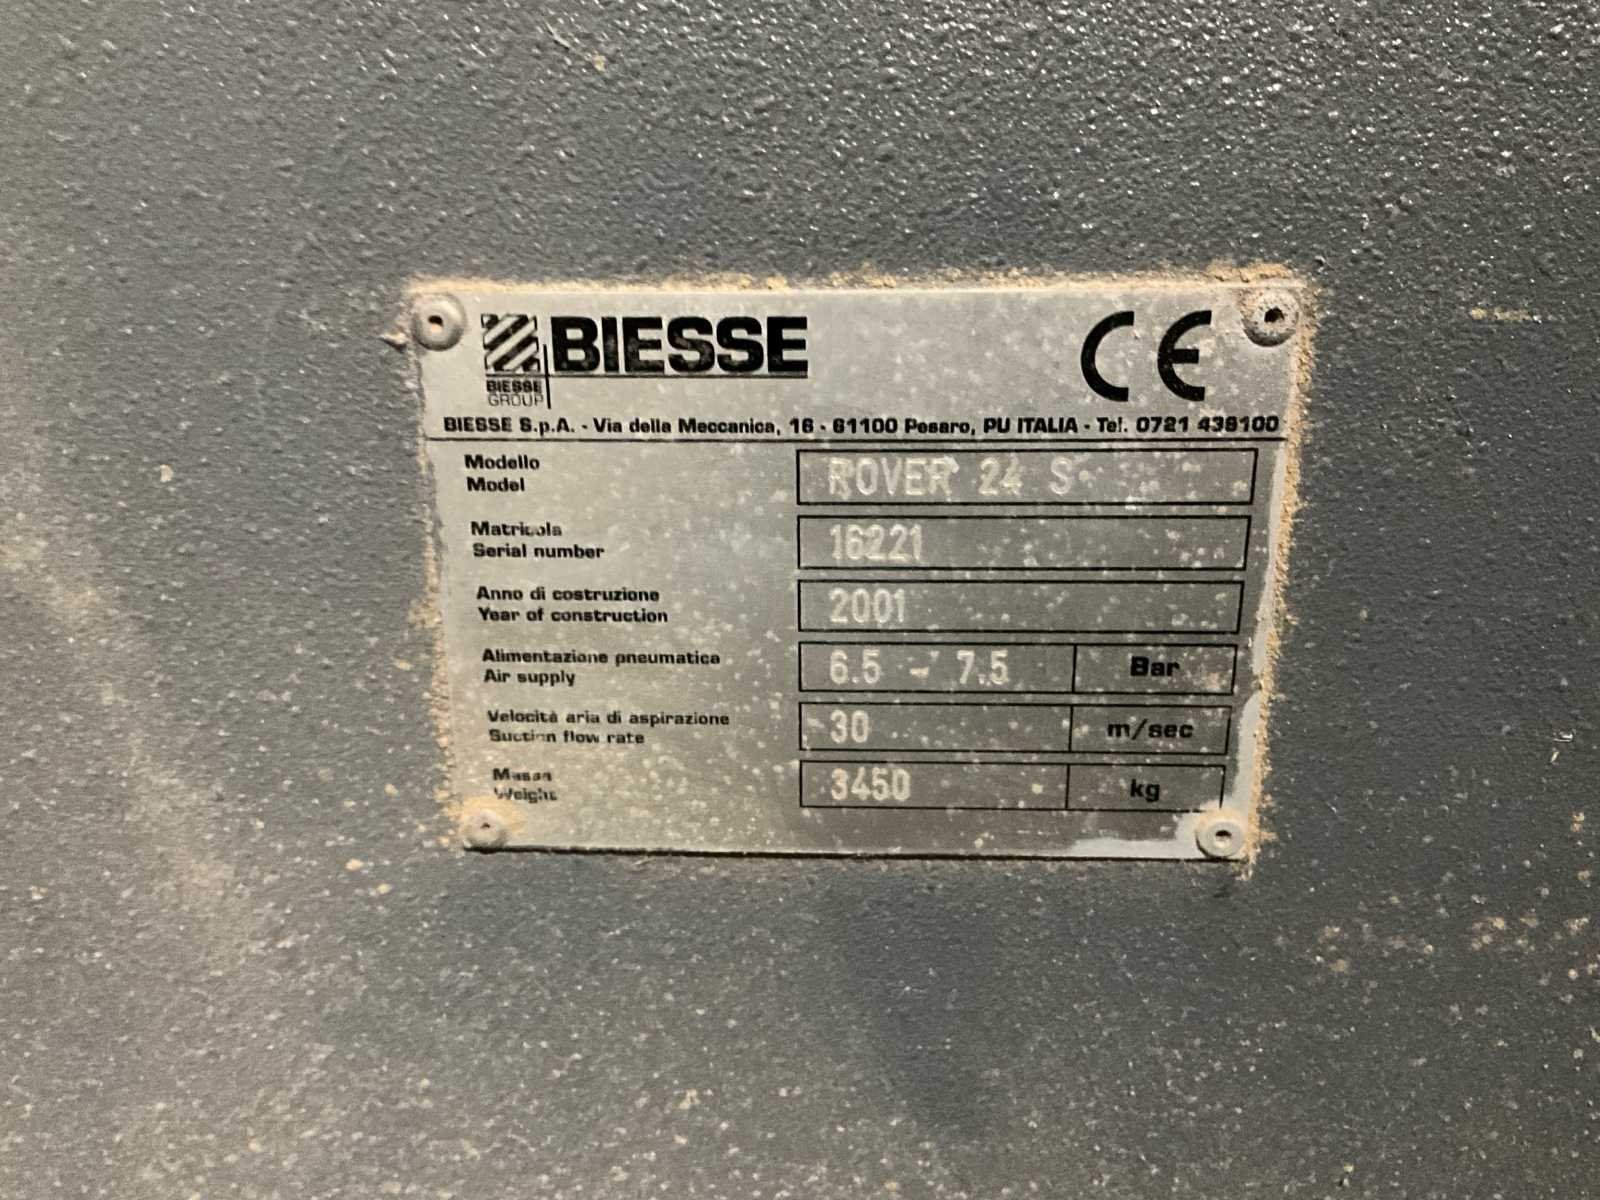 BIESSE
BIESSE
GROUP
CE
BIESSE S.p.A. - Via della Meccanica, 16 - 61100 Pesaro, PU ITALIA - Tel. 0721 439100
Modello
Model
ROVER 24 S
Matricola
Serial number
16221
Anno di costruzione
Year of construction
2001
Alimentazione pneumatica
Air supply
6.5 - 7.5 Bar
Velocità aria di aspirazione
Suction flow rate
30 m/sec
Massa
Weight
3450 kg